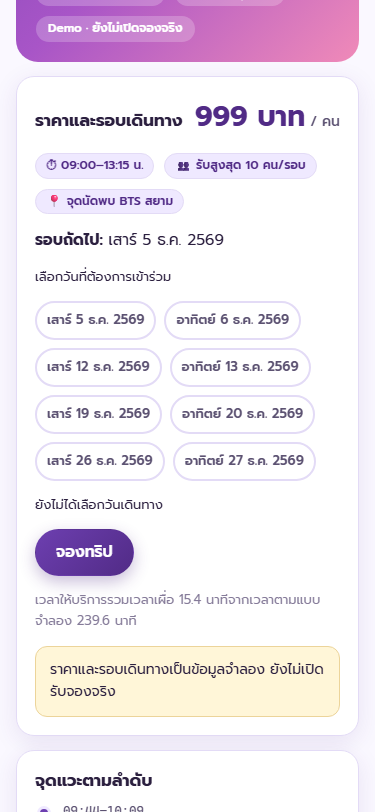 Demo · ยังไม่เปิดจองจริง
ราคาและรอบเดินทาง 999 บาท / คน
09:00–13:15 น. รับสูงสุด 10 คน/รอบ
จุดนัดพบ BTS สยาม
รอบถัดไป: เสาร์ 5 ธ.ค. 2569
เลือกวันที่ต้องการเข้าร่วม
เสาร์ 5 ธ.ค. 2569 อาทิตย์ 6 ธ.ค. 2569
เสาร์ 12 ธ.ค. 2569 อาทิตย์ 13 ธ.ค. 2569
เสาร์ 19 ธ.ค. 2569 อาทิตย์ 20 ธ.ค. 2569
เสาร์ 26 ธ.ค. 2569 อาทิตย์ 27 ธ.ค. 2569
ยังไม่ได้เลือกวันเดินทาง
จองทริป
เวลาให้บริการรวมเวลาเผื่อ 15.4 นาทีจากเวลาตามแบบ
จำลอง 239.6 นาที
ราคาและรอบเดินทางเป็นข้อมูลจำลอง ยังไม่เปิด
รับจองจริง
จุดแวะตามลำดับ